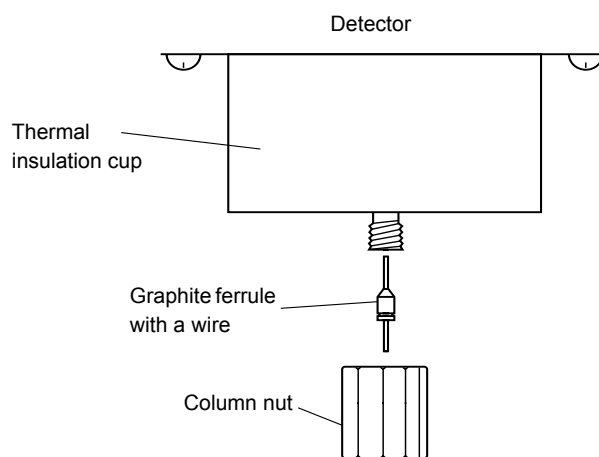 Detector
Thermal
insulation cup
Graphite ferrule
with a wire
Column nut